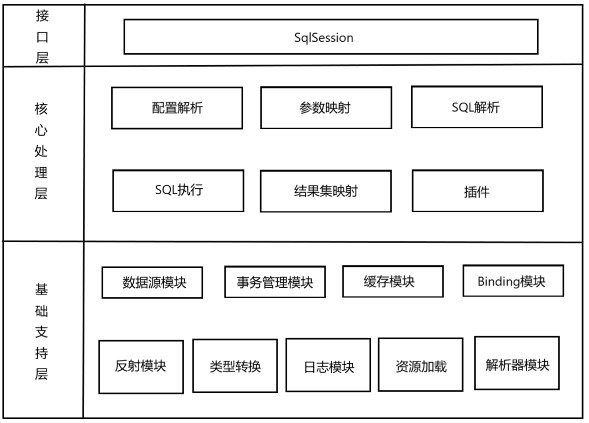 接口层
SqlSession
核心处理层
配置解析
参数映射
SQL解析
SQL执行
结果集映射
插件
基础支持层
数据源模块
事务管理模块
缓存模块
Binding模块
反射模块
类型转换
日志模块
资源加载
解析器模块